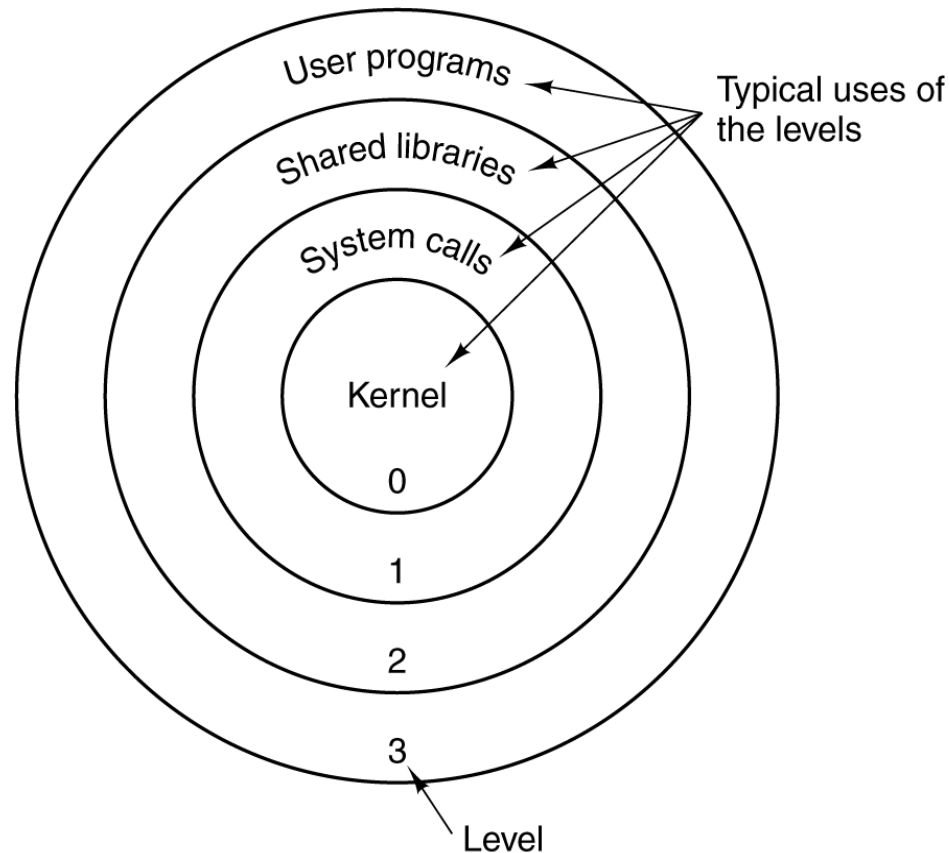 User programs
Typical uses of
the levels
Shared libraries
System calls
Kernel
0
1
2
3
Level